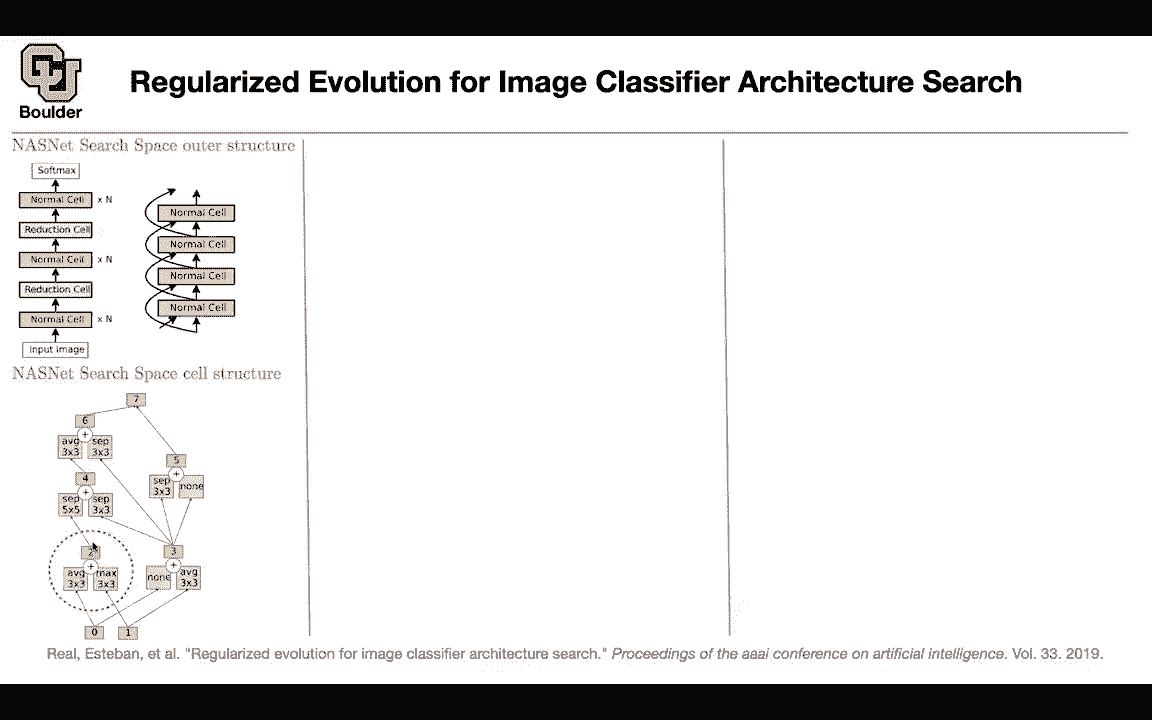 Boulder
Regularized Evolution for Image Classifier Architecture Search
NASNet Search Space outer structure
Softmax
Normal Cell x N
Reduction Cell
Normal Cell x N
Reduction Cell
Normal Cell x N
Input Image
Normal Cell
Normal Cell
Normal Cell
Normal Cell
NASNet Search Space cell structure
7
6
+
avg 3x3
sep 3x3
5
+
sep 3x3
none
4
+
sep 5x5
sep 3x3
2
+
avg 3x3
max 3x3
3
+
none
avg 3x3
0
1
Real, Esteban, et al. "Regularized evolution for image classifier architecture search." Proceedings of the aaai conference on artificial intelligence. Vol. 33. 2019.